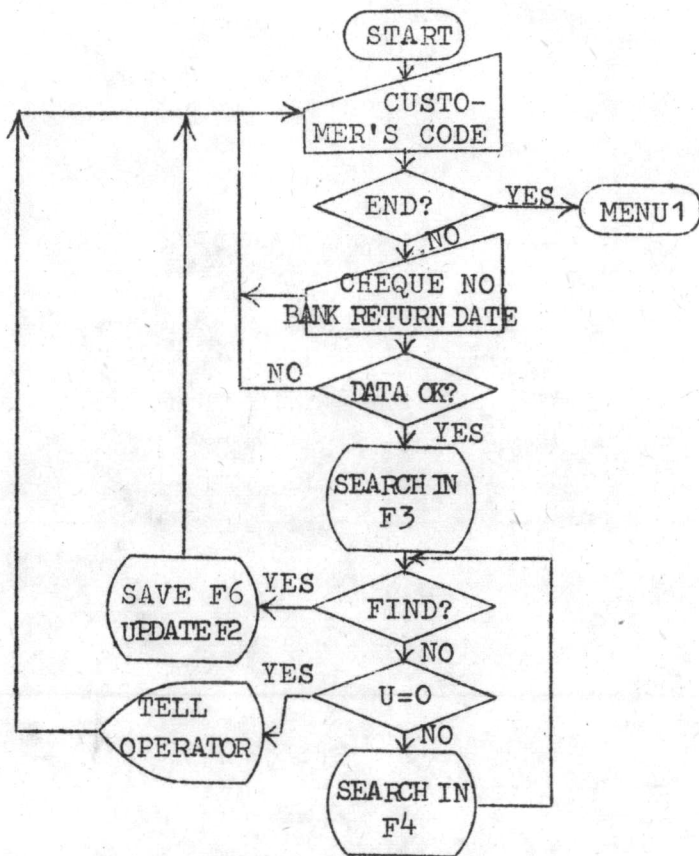 START
CUSTO-
MER'S CODE
END?
YES
MENU1
NO
CHEQUE NO.
BANK RETURN DATE
NO
DATA OK?
YES
SEARCH IN
F3
YES
FIND?
SAVE F6
UPDATE F2
NO
YES
U=0
TELL
OPERATOR
NO
SEARCH IN
F4